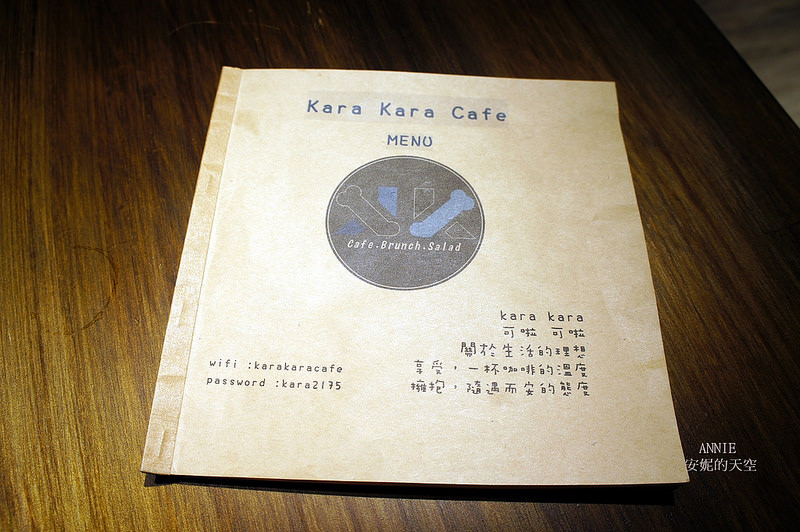 Kara Kara Cafe
MENU
Cafe.Brunch.Salad
kara kara
可啦 可啦
關於生活的理想
享受，一杯咖啡的溫度
擁抱，隨遇而安的態度
wifi :karakaracafe
password :kara2175
ANNIE
安妮的天空